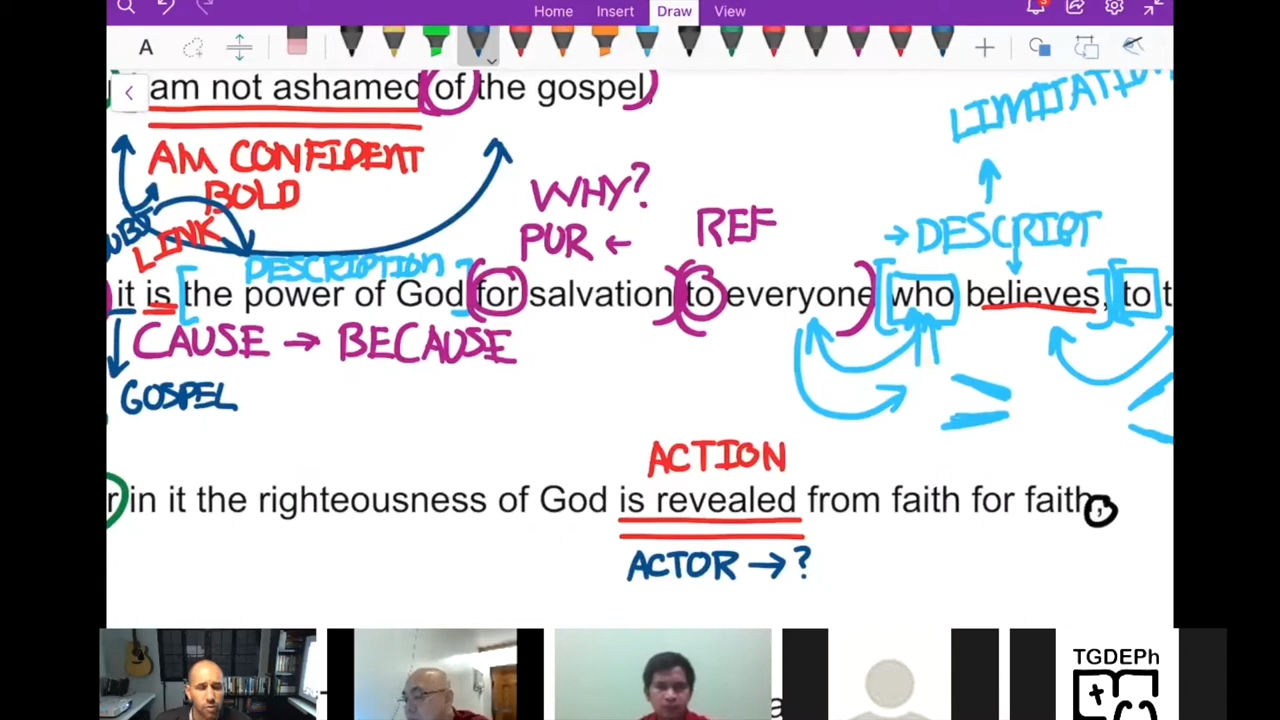 Home Insert Draw View
A
am not ashamed of the gospel,
LIMITATION
AM CONFIDENT
BOLD
WHY?
PUR ←
REF
→ DESCRIPT
LINK
DESCRIPTION
it is the power of God for salvation to everyone who believes, to t
CAUSE → BECAUSE
GOSPEL
ACTION
r in it the righteousness of God is revealed from faith for faith,
ACTOR → ?
TGDEPh